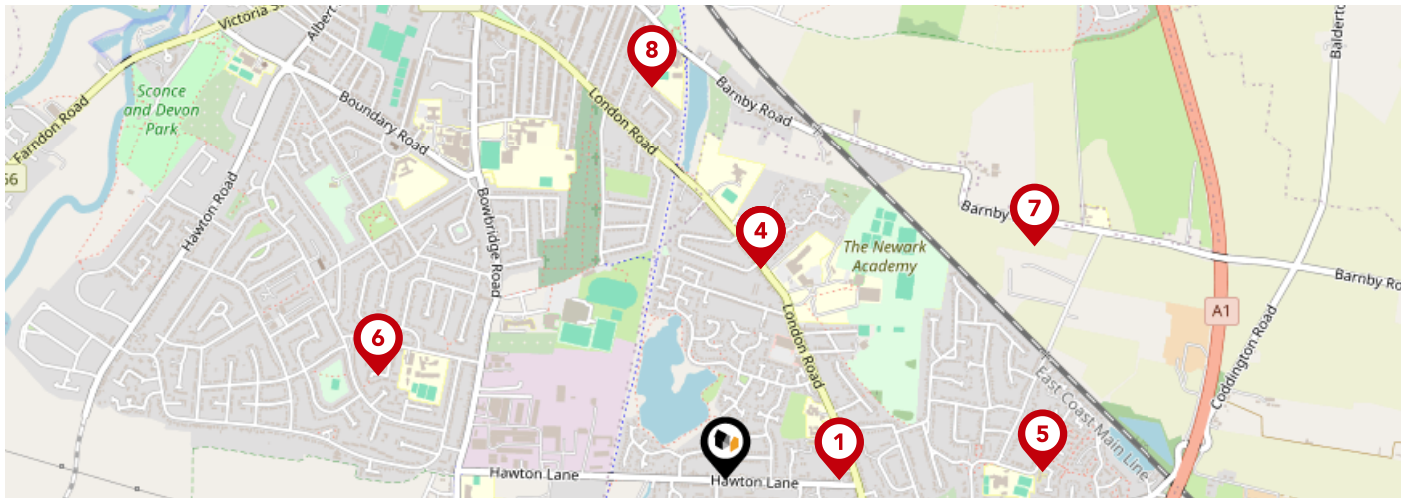 Victoria S
Albert
8
Balderto
Sconce
and Devon
Park
Farndon Road
Boundary Road
London Road
Barnby Road
66
Hawton Road
Bowbridge Road
4
The Newark
Academy
Barnby
7
Barnby Ro
A1
6
London Road
Coddington Road
East Coast Main Line
1
5
Hawton Lane
Hawton Lane